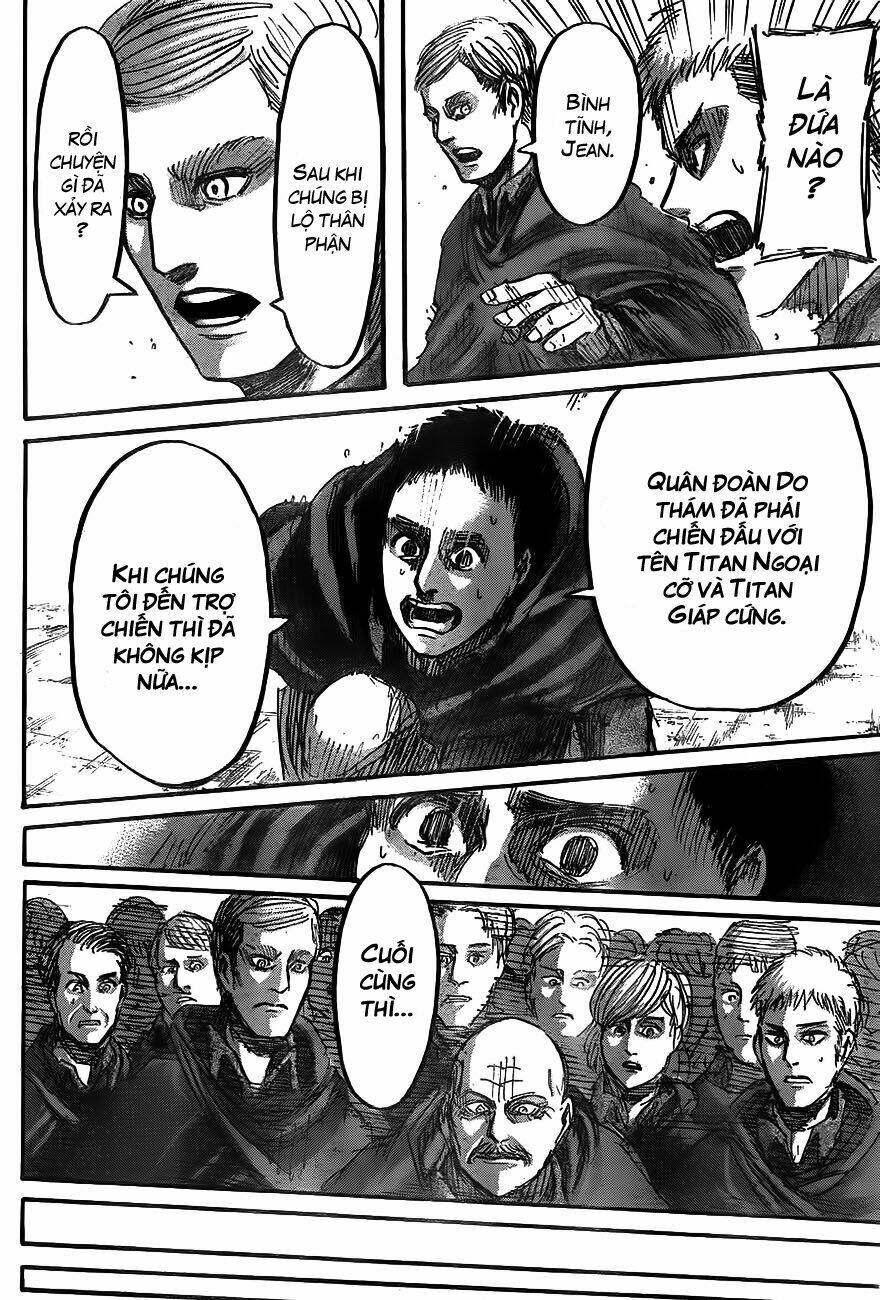 LÀ
ĐỨA
NÀO
?
BÌNH
TĨNH,
JEAN.
SAU KHI
CHÚNG BỊ
LỘ THÂN
PHẬN
RỒI
CHUYỆN
GÌ ĐÃ
XẢY RA
?
QUÂN ĐOÀN DO
THÁM ĐÃ PHẢI
CHIẾN ĐẤU VỚI
TÊN TITAN NGOẠI
CỠ VÀ TITAN
GIÁP CỨNG.
KHI CHÚNG
TÔI ĐẾN TRỢ
CHIẾN THÌ ĐÃ
KHÔNG KỊP
NỮA...
CUỐI
CÙNG
THÌ...